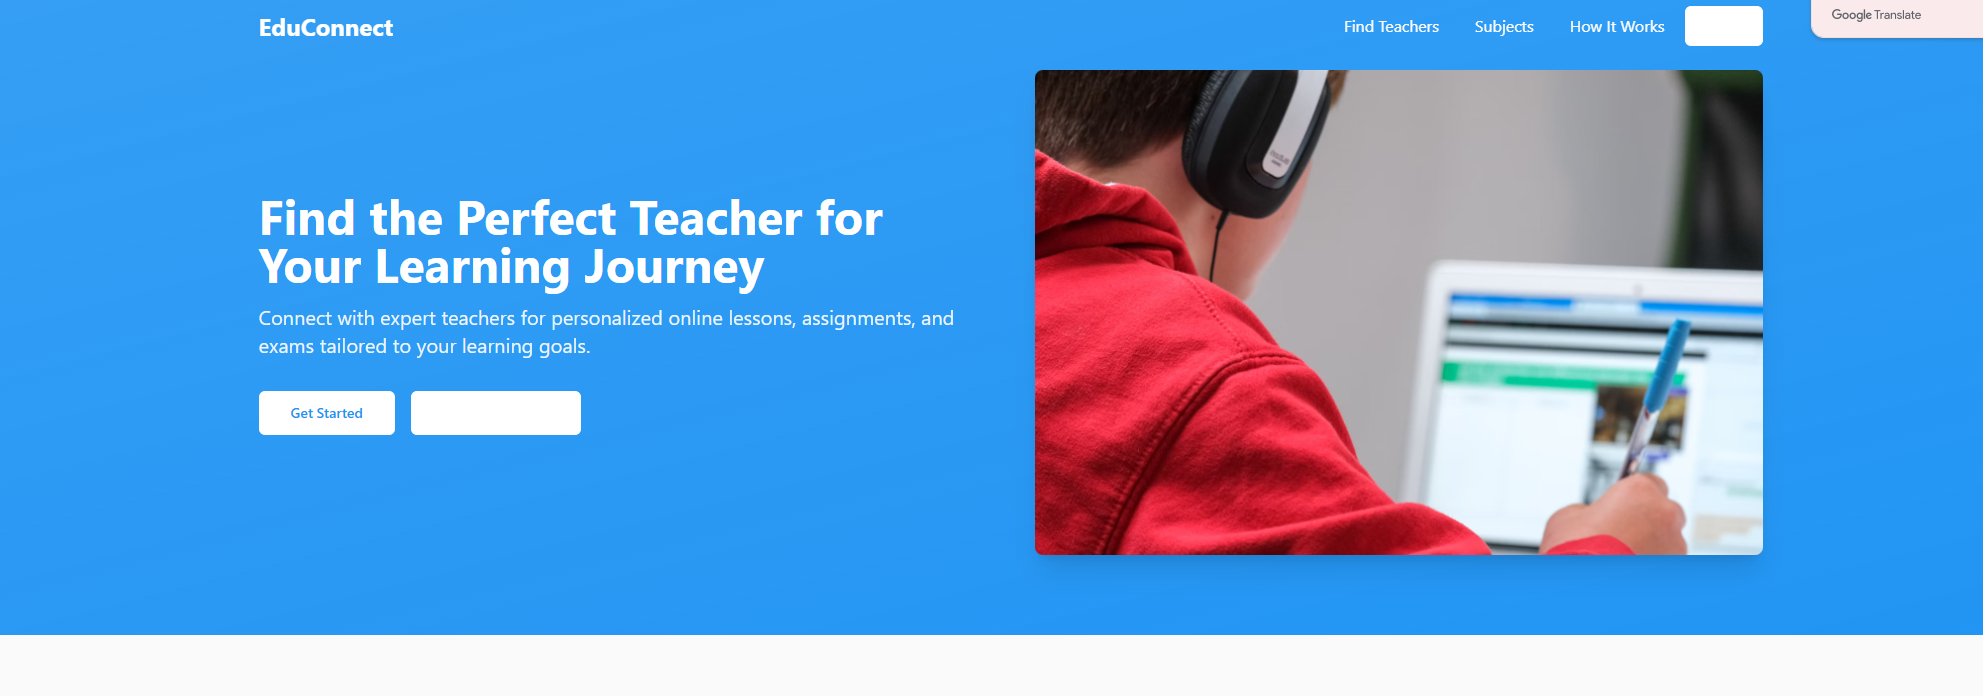 EduConnect
Find Teachers
Subjects
How It Works
Google Translate
Find the Perfect Teacher for
Your Learning Journey
Connect with expert teachers for personalized online lessons, assignments, and
exams tailored to your learning goals.
Get Started